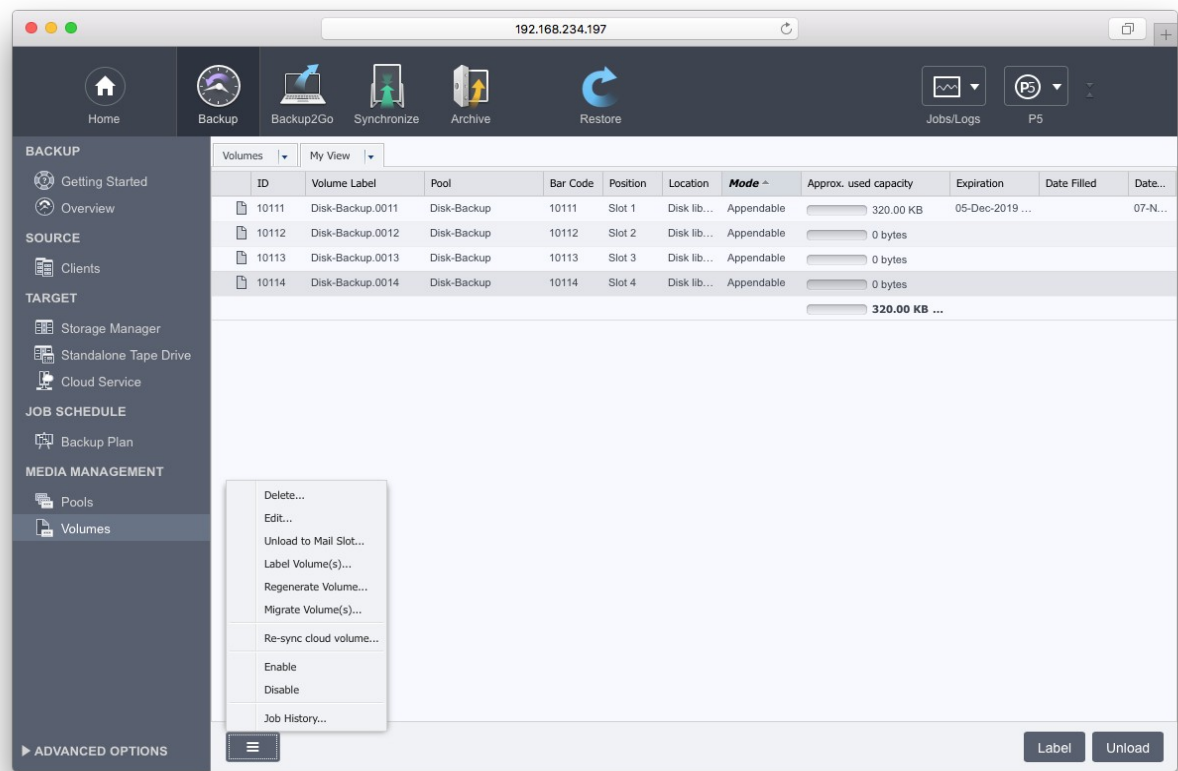 192.168.234.197
Home
Backup
Backup2Go
Synchronize
Archive
Restore
Jobs/Logs
P5
P5
BACKUP
Getting Started
Overview
SOURCE
Clients
TARGET
Storage Manager
Standalone Tape Drive
Cloud Service
JOB SCHEDULE
Backup Plan
MEDIA MANAGEMENT
Pools
Volumes
ADVANCED OPTIONS
Volumes My View
ID Volume Label Pool Bar Code Position Location Mode Approx. used capacity Expiration Date Filled Date...
10111 Disk-Backup.0011 Disk-Backup 10111 Slot 1 Disk lib... Appendable 320.00 KB 05-Dec-2019 ... 07-N...
10112 Disk-Backup.0012 Disk-Backup 10112 Slot 2 Disk lib... Appendable 0 bytes
10113 Disk-Backup.0013 Disk-Backup 10113 Slot 3 Disk lib... Appendable 0 bytes
10114 Disk-Backup.0014 Disk-Backup 10114 Slot 4 Disk lib... Appendable 0 bytes
320.00 KB ...
Delete...
Edit...
Unload to Mail Slot...
Label Volume(s)...
Regenerate Volume...
Migrate Volume(s)...
Re-sync cloud volume...
Enable
Disable
Job History...
Label Unload